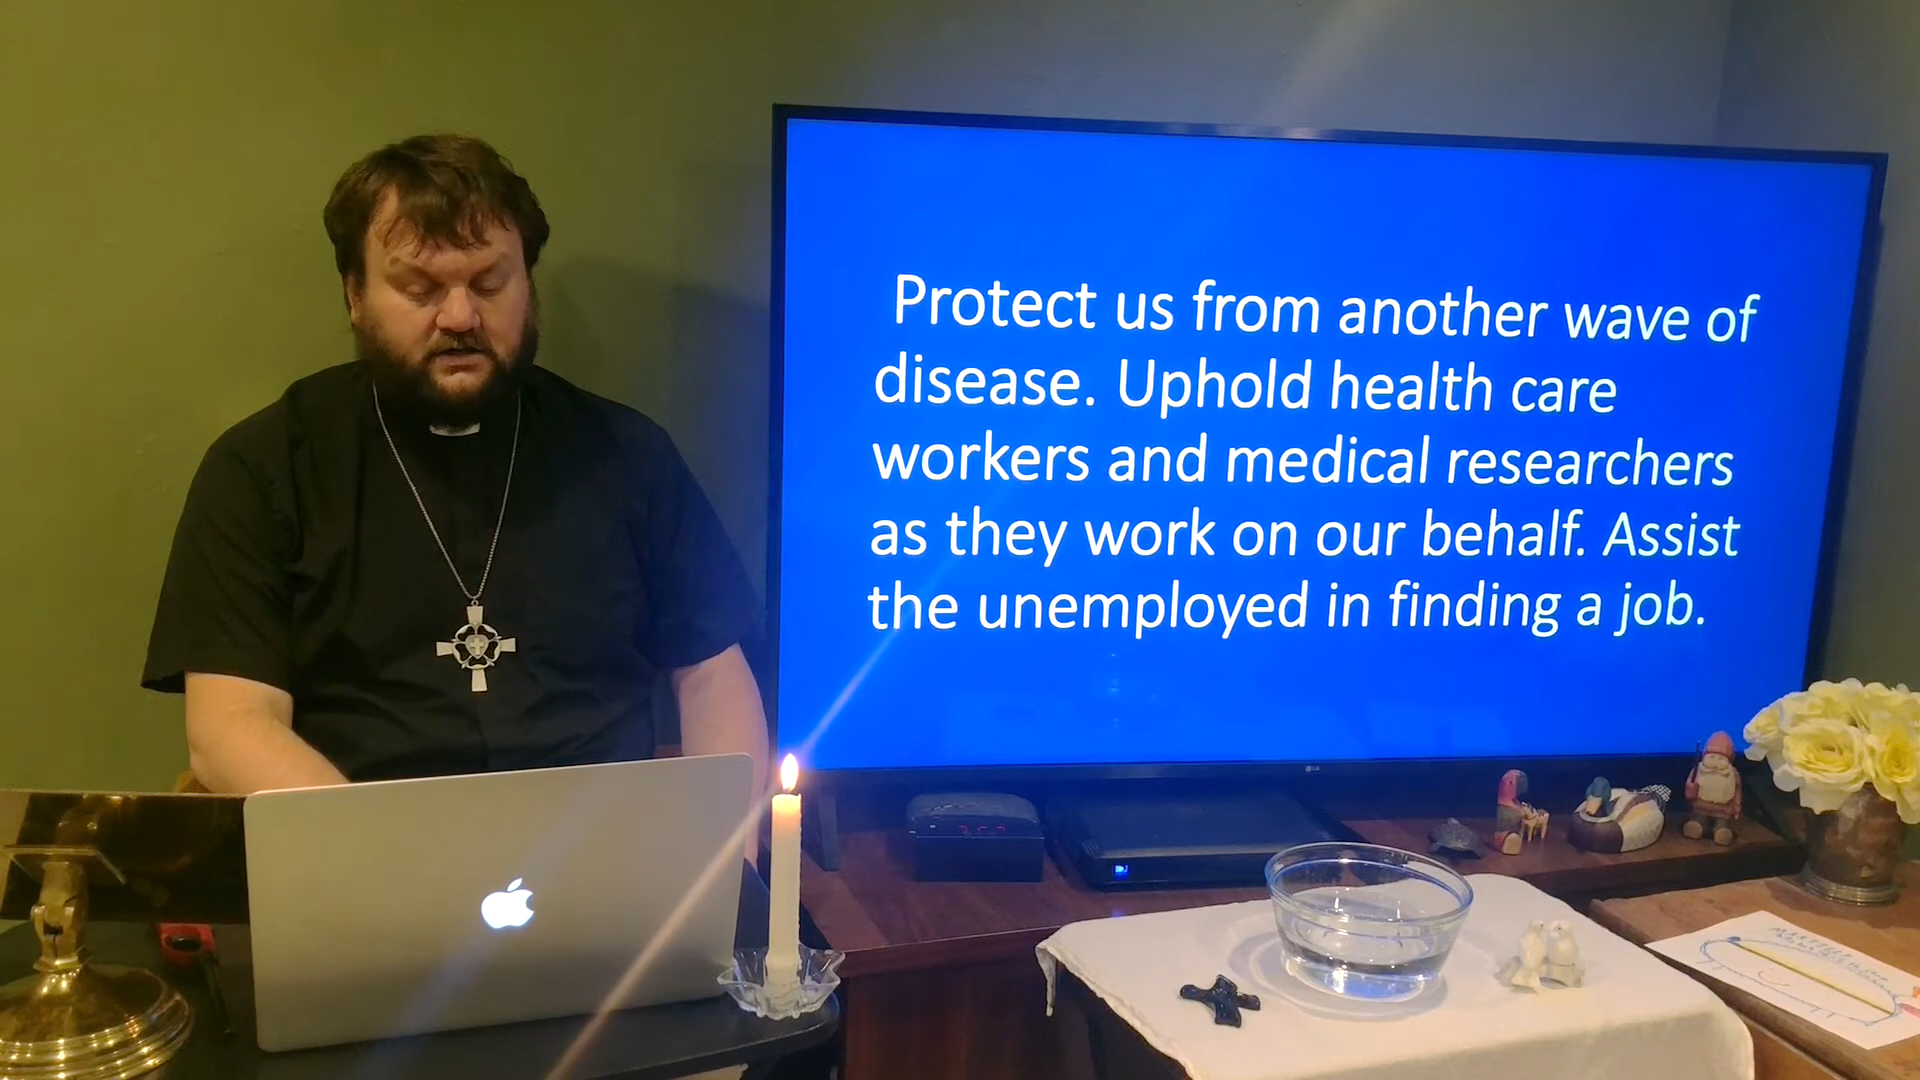 Protect us from another wave of
disease. Uphold health care
workers and medical researchers
as they work on our behalf. Assist
the unemployed in finding a job.
LG